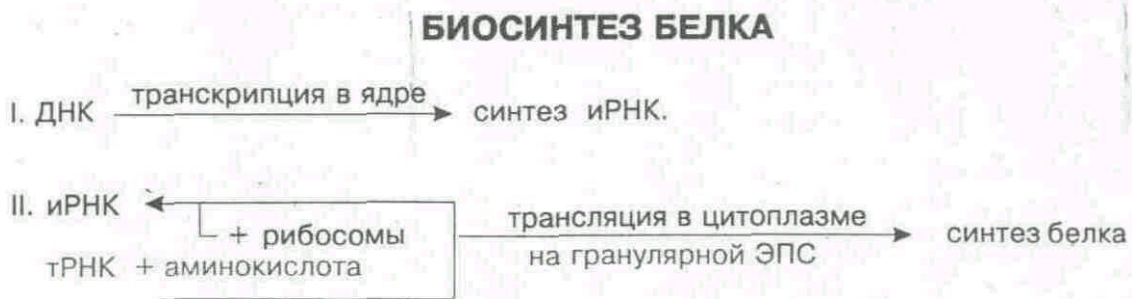 БИОСИНТЕЗ БЕЛКА
I. ДНК транскрипция в ядре синтез иРНК.
II. иРНК
+ рибосомы
тРНК + аминокислота
трансляция в цитоплазме
на гранулярной ЭПС
синтез белка